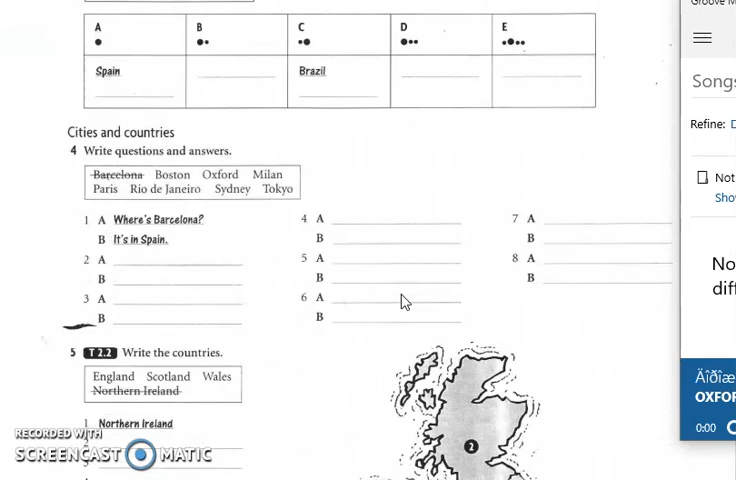 Groove M
A B C D E
Spain Brazil
Songs
Cities and countries
4 Write questions and answers.
Refine: D
Barcelona Boston Oxford Milan
Paris Rio de Janeiro Sydney Tokyo
Not
Show
1 A Where's Barcelona?
B It's in Spain.
2 A
B
3 A
B
4 A
B
5 A
B
6 A
B
7 A
B
8 A
B
No
diff
5 T 2.2 Write the countries.
England Scotland Wales
Northern Ireland
1 Northern Ireland
2
OXFOR
0:00
RECORDED WITH
SCREENCAST MATIC